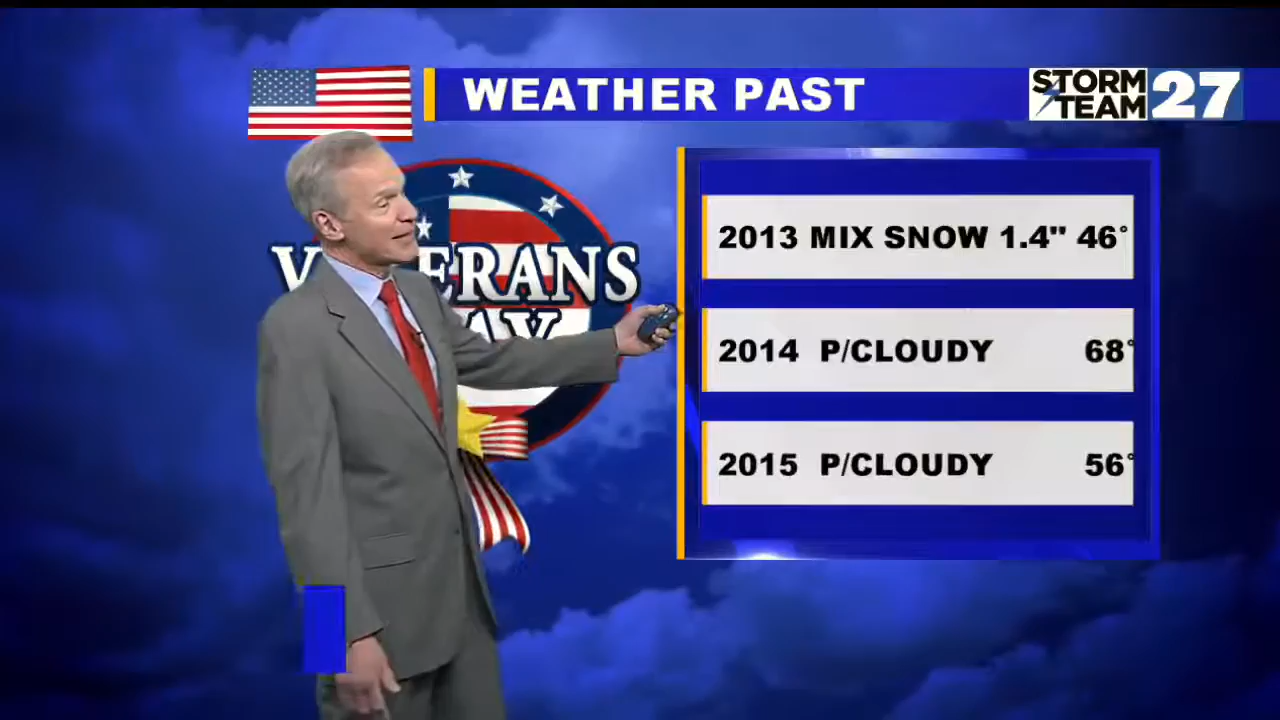 WEATHER PAST
STORM
TEAM
27
2013 MIX SNOW 1.4" 46°
2014 P/CLOUDY 68°
2015 P/CLOUDY 56°